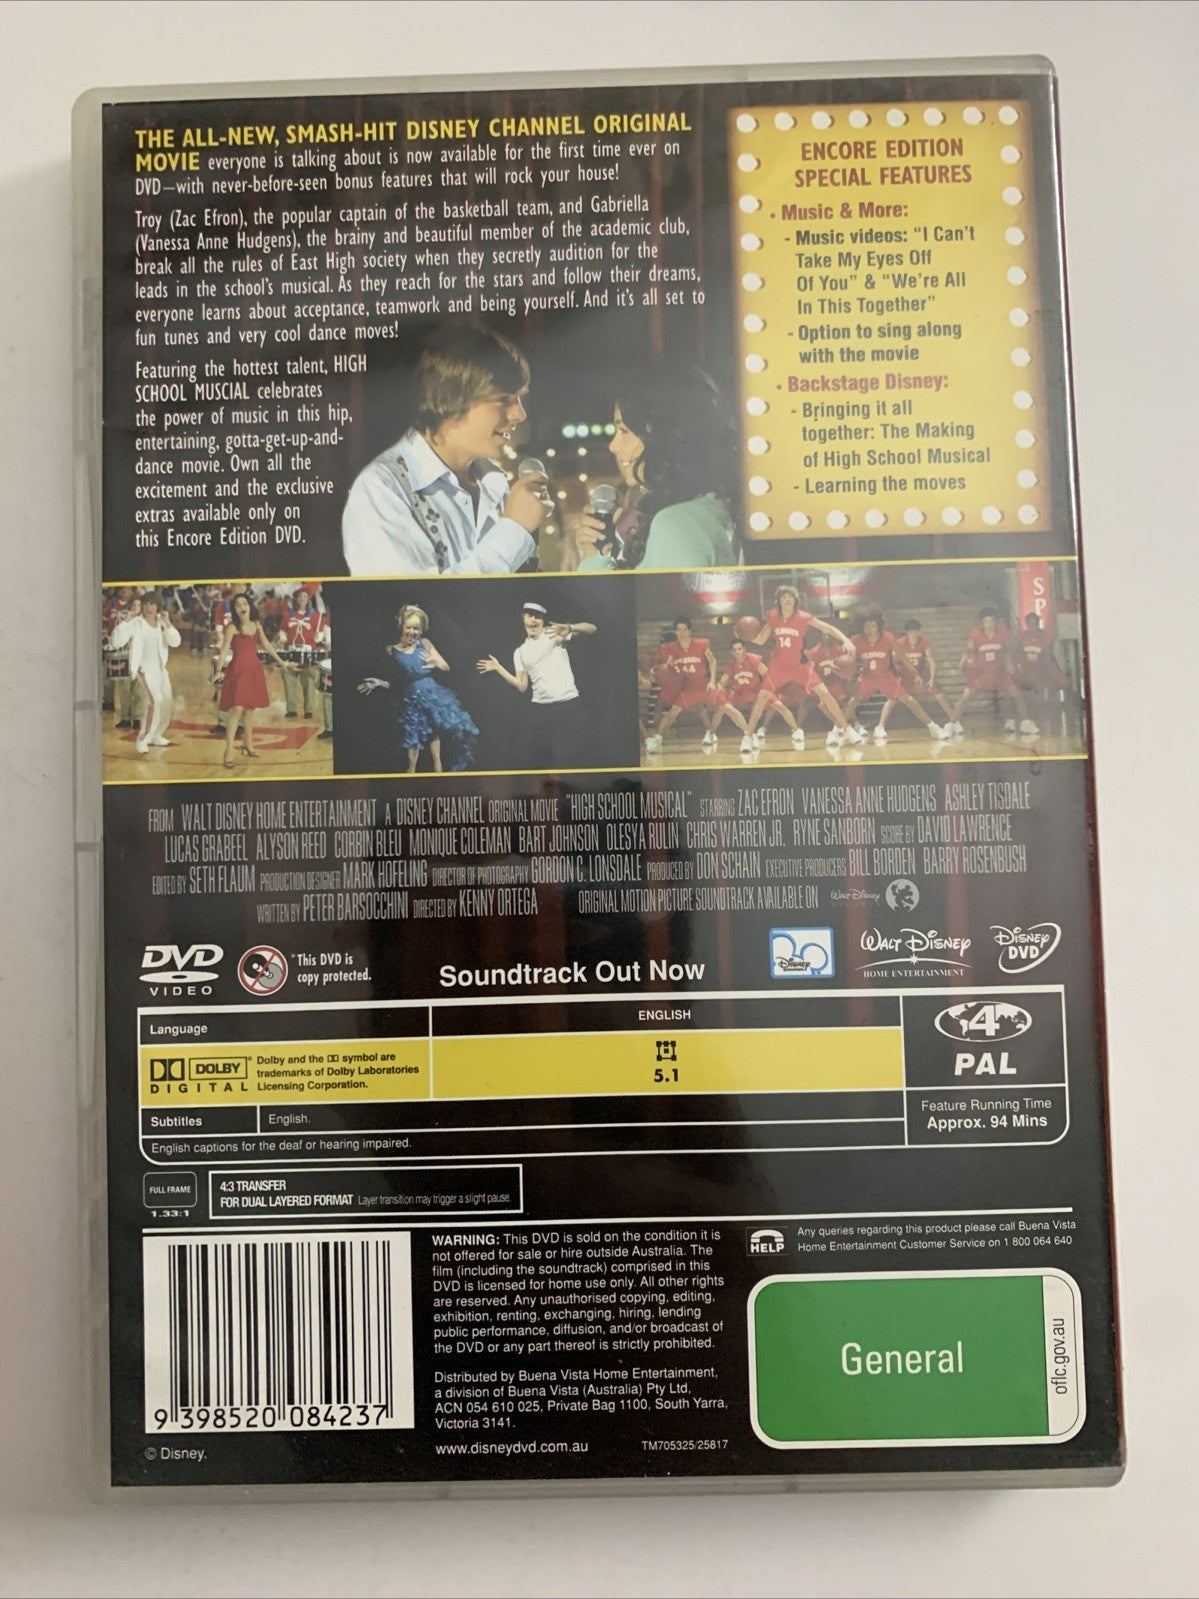 THE ALL-NEW, SMASH-HIT DISNEY CHANNEL ORIGINAL
MOVIE everyone is talking about is now available for the first time ever on
DVD—with never-before-seen bonus features that will rock your house!
Troy (Zac Efron), the popular captain of the basketball team, and Gabriella
(Vanessa Anne Hudgens), the brainy and beautiful member of the academic club,
break all the rules of East High society when they secretly audition for the
leads in the school's musical. As they reach for the stars and follow their dreams,
everyone learns about acceptance, teamwork and being yourself. And it's all set to
fun tunes and very cool dance moves!
Featuring the hottest talent, HIGH
SCHOOL MUSCIAL celebrates
the power of music in this hip,
entertaining, gotta-get-up-and-
dance movie. Own all the
excitement and the exclusive
extras available only on
this Encore Edition DVD.
ENCORE EDITION
SPECIAL FEATURES
• Music & More:
- Music videos: "I Can't
Take My Eyes Off
Of You" & "We're All
In This Together"
- Option to sing along
with the movie
• Backstage Disney:
- Bringing it all
together: The Making
of High School Musical
- Learning the moves
SP
14
8
FROM WALT DISNEY HOME ENTERTAINMENT A DISNEY CHANNEL ORIGINAL MOVIE "HIGH SCHOOL MUSICAL" STARRING ZAC EFRON VANESSA ANNE HUDGENS ASHLEY TISDALE
LUCAS GRABEEL ALYSON REED CORBIN BLEU MONIQUE COLEMAN BART JOHNSON OLESYA RULIN CHRIS WARREN JR. RYNE SANBORN SCORE BY DAVID LAWRENCE
EDITED BY SETH FLAUM PRODUCTION DESIGNER MARK HOFELING DIRECTOR OF PHOTOGRAPHY GORDON C. LONSDALE PRODUCED BY DON SCHAIN EXECUTIVE PRODUCERS BILL BORDEN BARRY ROSENBUSH
WRITTEN BY PETER BARSOCCHINI DIRECTED BY KENNY ORTEGA ORIGINAL MOTION PICTURE SOUNDTRACK AVAILABLE ON WALT DISNEY
DVD
VIDEO
*This DVD is
copy protected.
Soundtrack Out Now
Disney
CHANNEL
WALT DISNEY
HOME ENTERTAINMENT
Disney
DVD
Language
ENGLISH
DOLBY
DIGITAL
Dolby and the DD symbol are
trademarks of Dolby Laboratories
Licensing Corporation.
5.1
4
PAL
Subtitles
English.
English captions for the deaf or hearing impaired.
Feature Running Time
Approx. 94 Mins
FULL FRAME
1.33:1
4:3 TRANSFER
FOR DUAL LAYERED FORMAT Layer transition may trigger a slight pause.
9 398520 084237
© Disney.
WARNING: This DVD is sold on the condition it is
not offered for sale or hire outside Australia. The
film (including the soundtrack) comprised in this
DVD is licensed for home use only. All other rights
are reserved. Any unauthorised copying, editing,
exhibition, renting, exchanging, hiring, lending
public performance, diffusion, and/or broadcast of
the DVD or any part thereof is strictly prohibited.
Distributed by Buena Vista Home Entertainment,
a division of Buena Vista (Australia) Pty Ltd,
ACN 054 610 025, Private Bag 1100, South Yarra,
Victoria 3141.
www.disneydvd.com.au
TM705325/25817
HELP
Any queries regarding this product please call Buena Vista
Home Entertainment Customer Service on 1 800 064 640
General
oflc.gov.au